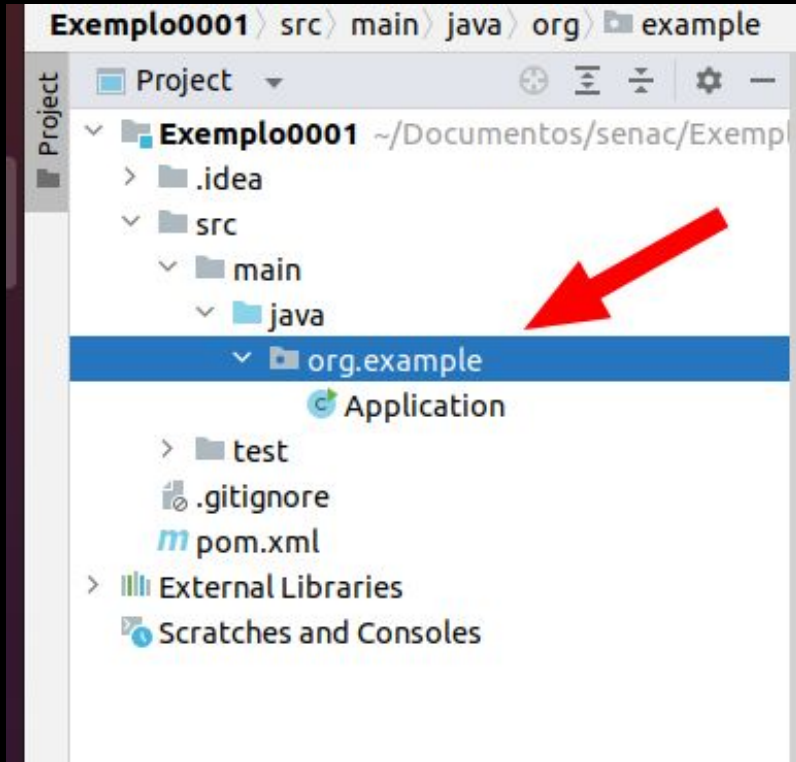 Exemplo0001 src main java org example
Project
Project
Exemplo0001 ~/Documentos/senac/Exempl
.idea
src
main
java
org.example
C Application
test
.gitignore
m pom.xml
External Libraries
Scratches and Consoles